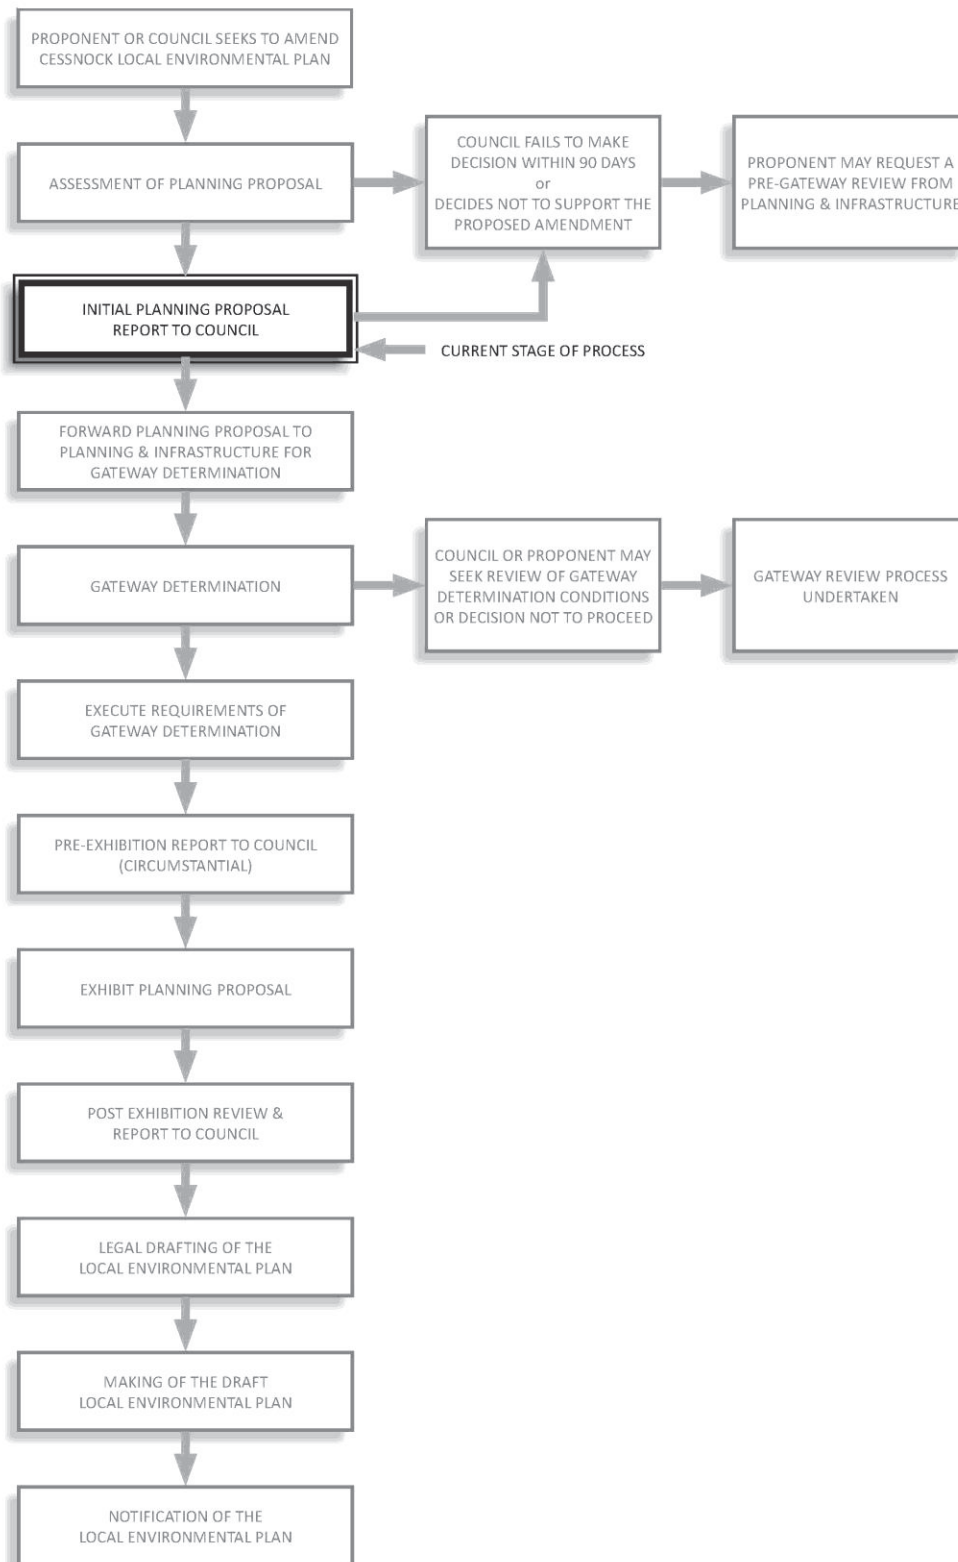 PROPONENT OR COUNCIL SEEKS TO AMEND
CESSNOCK LOCAL ENVIRONMENTAL PLAN
ASSESSMENT OF PLANNING PROPOSAL
COUNCIL FAILS TO MAKE
DECISION WITHIN 90 DAYS
or
DECIDES NOT TO SUPPORT THE
PROPOSED AMENDMENT
PROPONENT MAY REQUEST A
PRE-GATEWAY REVIEW FROM
PLANNING & INFRASTRUCTURE
INITIAL PLANNING PROPOSAL
REPORT TO COUNCIL
CURRENT STAGE OF PROCESS
FORWARD PLANNING PROPOSAL TO
PLANNING & INFRASTRUCTURE FOR
GATEWAY DETERMINATION
GATEWAY DETERMINATION
COUNCIL OR PROPONENT MAY
SEEK REVIEW OF GATEWAY
DETERMINATION CONDITIONS
OR DECISION NOT TO PROCEED
GATEWAY REVIEW PROCESS
UNDERTAKEN
EXECUTE REQUIREMENTS OF
GATEWAY DETERMINATION
PRE-EXHIBITION REPORT TO COUNCIL
(CIRCUMSTANTIAL)
EXHIBIT PLANNING PROPOSAL
POST EXHIBITION REVIEW &
REPORT TO COUNCIL
LEGAL DRAFTING OF THE
LOCAL ENVIRONMENTAL PLAN
MAKING OF THE DRAFT
LOCAL ENVIRONMENTAL PLAN
NOTIFICATION OF THE
LOCAL ENVIRONMENTAL PLAN